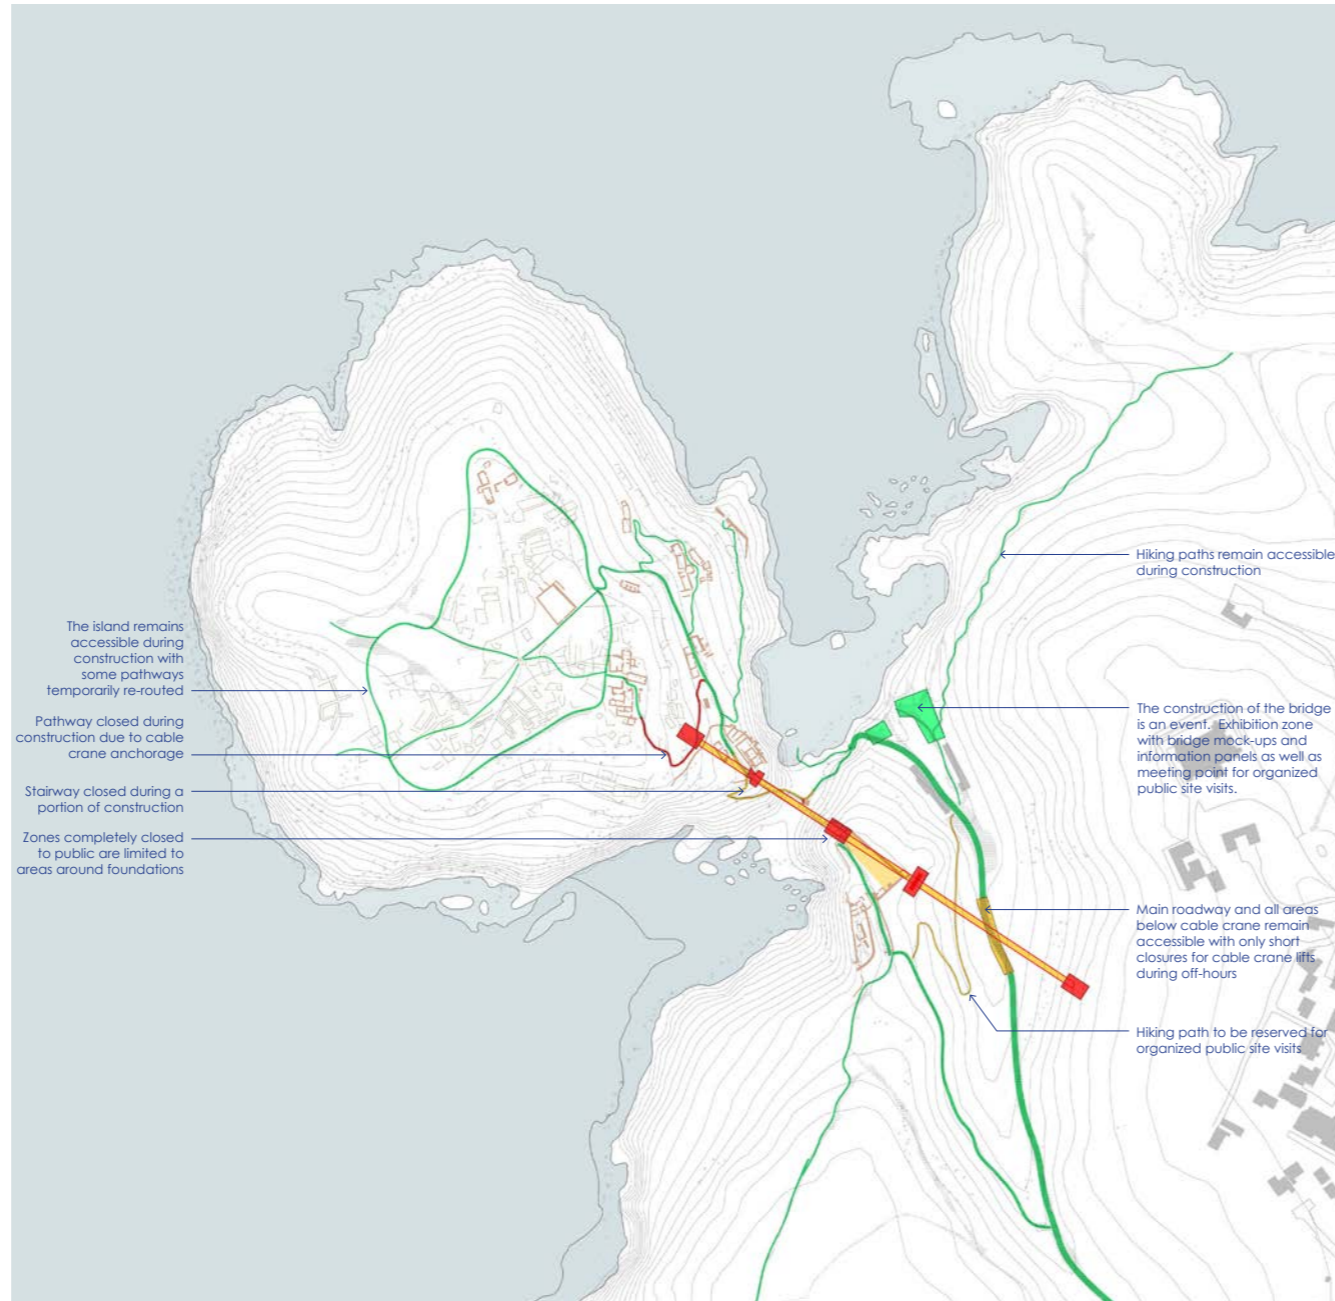 The island remains
accessible during
construction with
some pathways
temporarily re-routed
Pathway closed during
construction due to cable
crane anchorage
Stairway closed during a
portion of construction
Zones completely closed
to public are limited to
areas around foundations
Hiking paths remain accessible
during construction
The construction of the bridge
is an event. Exhibition zone
with bridge mock-ups and
information panels as well as
meeting point for organized
public site visits.
Main roadway and all areas
below cable crane remain
accessible with only short
closures for cable crane lifts
during off-hours
Hiking path to be reserved for
organized public site visits